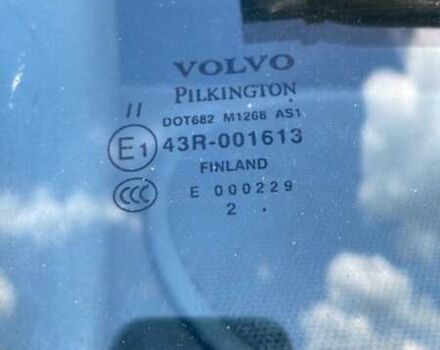 VOLVO
PILKINGTON
II
DOT682 M1266 AS1
E1 43R-001613
FINLAND
CCC E 000229
2 .